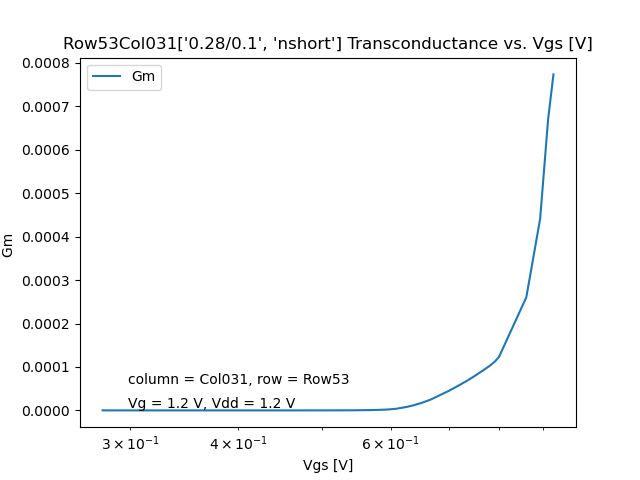 Row53Col031['0.28/0.1', 'nshort'] Transconductance vs. Vgs [V]
Gm
0.0008
0.0007
0.0006
0.0005
0.0004
0.0003
0.0002
0.0001
0.0000
Gm
column = Col031, row = Row53
Vg = 1.2 V, Vdd = 1.2 V
3 × 10⁻¹
4 × 10⁻¹
6 × 10⁻¹
Vgs [V]